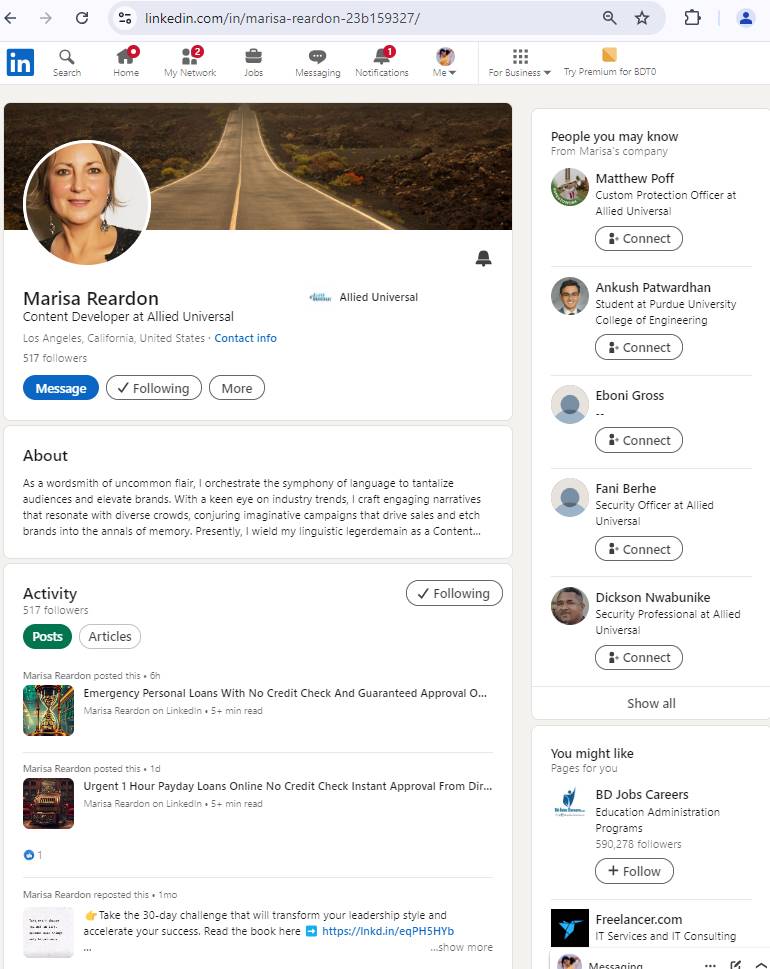 linkedin.com/in/marisa-reardon-23b159327/
in
Search
Home
2
My Network
Jobs
Messaging
1
Notifications
Me
For Business
Try Premium for BDT0
Marisa Reardon
Content Developer at Allied Universal
Los Angeles, California, United States · Contact info
517 followers
Allied Universal
Message
Following
More
About
As a wordsmith of uncommon flair, I orchestrate the symphony of language to tantalize
audiences and elevate brands. With a keen eye on industry trends, I craft engaging narratives
that resonate with diverse crowds, conjuring imaginative campaigns that drive sales and etch
brands into the annals of memory. Presently, I wield my linguistic legerdemain as a Content...
Activity
517 followers
Following
Posts
Articles
Marisa Reardon posted this • 6h
Emergency Personal Loans With No Credit Check And Guaranteed Approval O...
Marisa Reardon on LinkedIn • 5+ min read
Marisa Reardon posted this • 1d
Urgent 1 Hour Payday Loans Online No Credit Check Instant Approval From Dir...
Marisa Reardon on LinkedIn • 5+ min read
1
Marisa Reardon reposted this • 1mo
👉Take the 30-day challenge that will transform your leadership style and
accelerate your success. Read the book here ➡️ https://lnkd.in/eqPH5HYb
...
...show more
People you may know
From Marisa's company
Matthew Poff
Custom Protection Officer at
Allied Universal
Connect
Ankush Patwardhan
Student at Purdue University
College of Engineering
Connect
Eboni Gross
--
Connect
Fani Berhe
Security Officer at Allied
Universal
Connect
Dickson Nwabunike
Security Professional at Allied
Universal
Connect
Show all
You might like
Pages for you
BD Jobs Careers
Education Administration
Programs
590,278 followers
+ Follow
Freelancer.com
IT Services and IT Consulting
Messaging